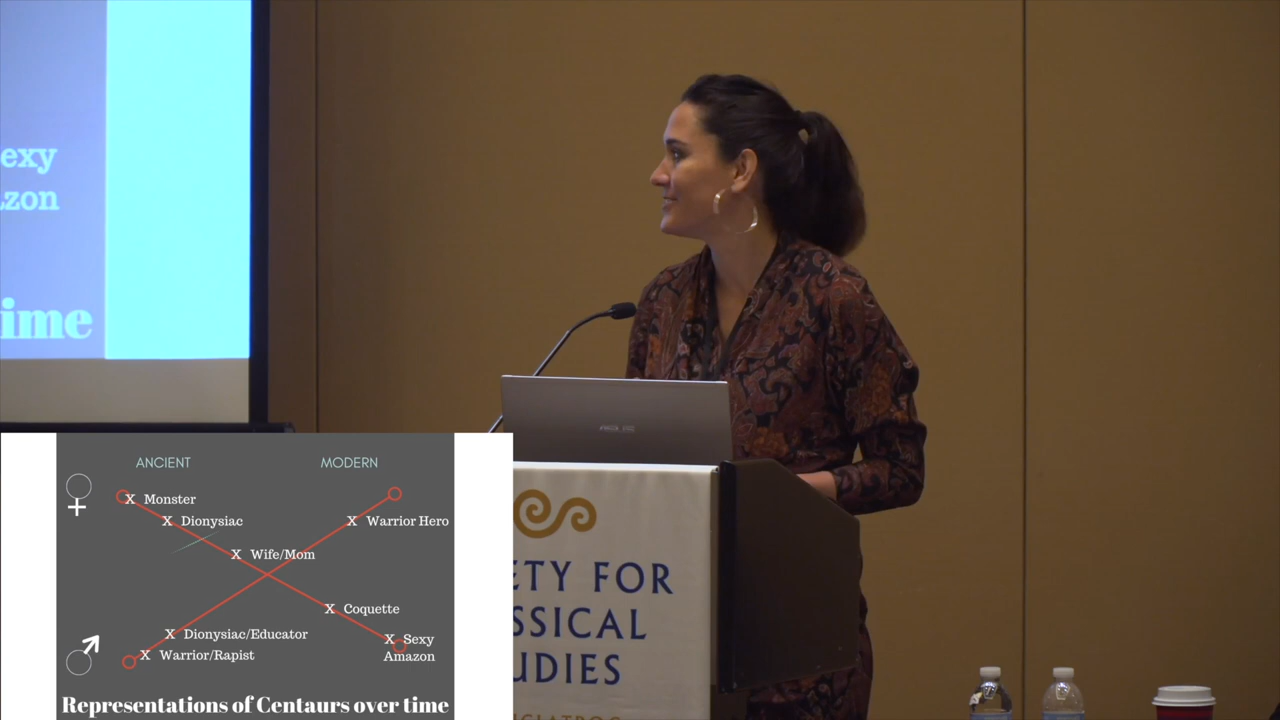 exy
zon
ime
ASUS
ETY FOR
SSICAL
UDIES
ANCIENT
MODERN
X Monster
X Dionysiac
X Warrior Hero
X Wife/Mom
X Coquette
X Dionysiac/Educator
X Sexy
Amazon
X Warrior/Rapist
Representations of Centaurs over time